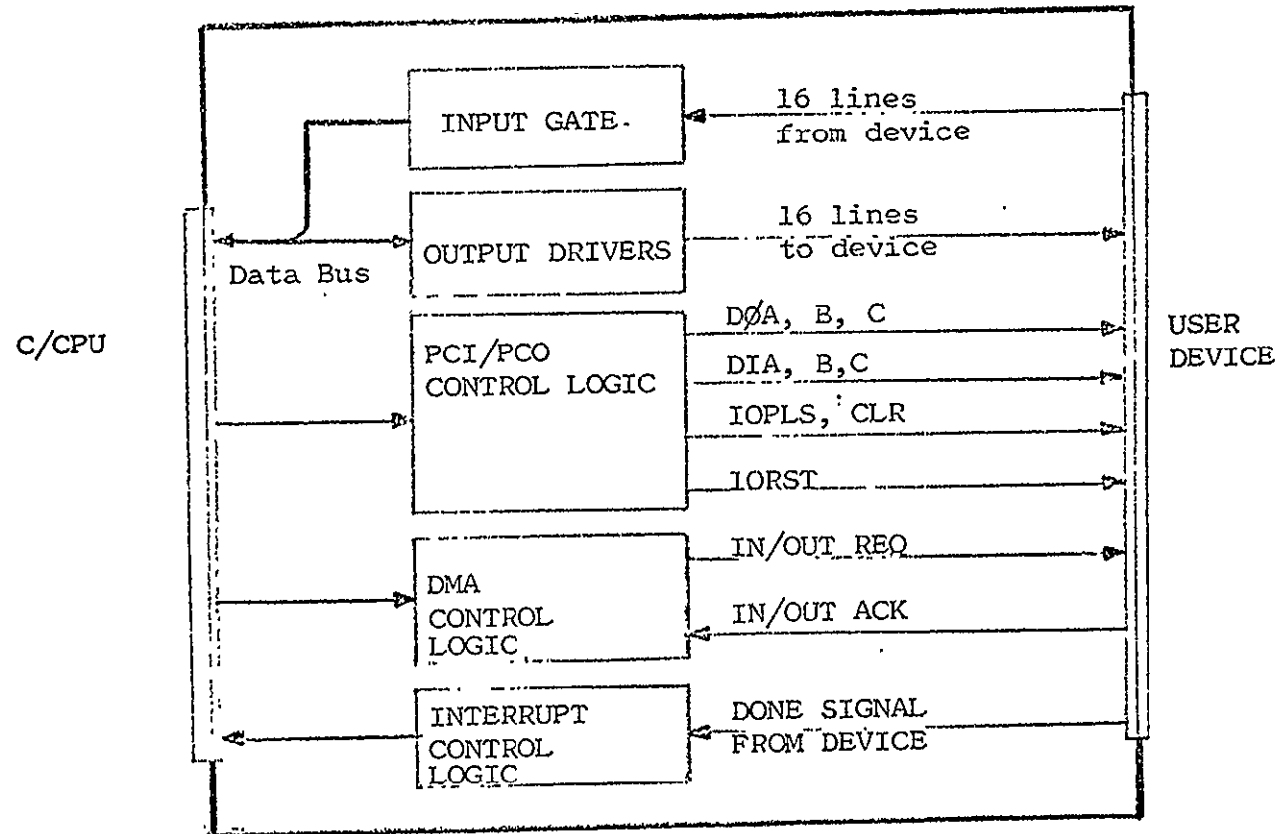 INPUT GATE.
16 lines
from device
OUTPUT DRIVERS
16 lines
to device
Data Bus
C/CPU
PCI/PCO
CONTROL LOGIC
DØA, B, C
DIA, B,C
IOPLS, CLR
IORST
USER
DEVICE
DMA
CONTROL
LOGIC
IN/OUT REQ
IN/OUT ACK
INTERRUPT
CONTROL
LOGIC
DONE SIGNAL
FROM DEVICE